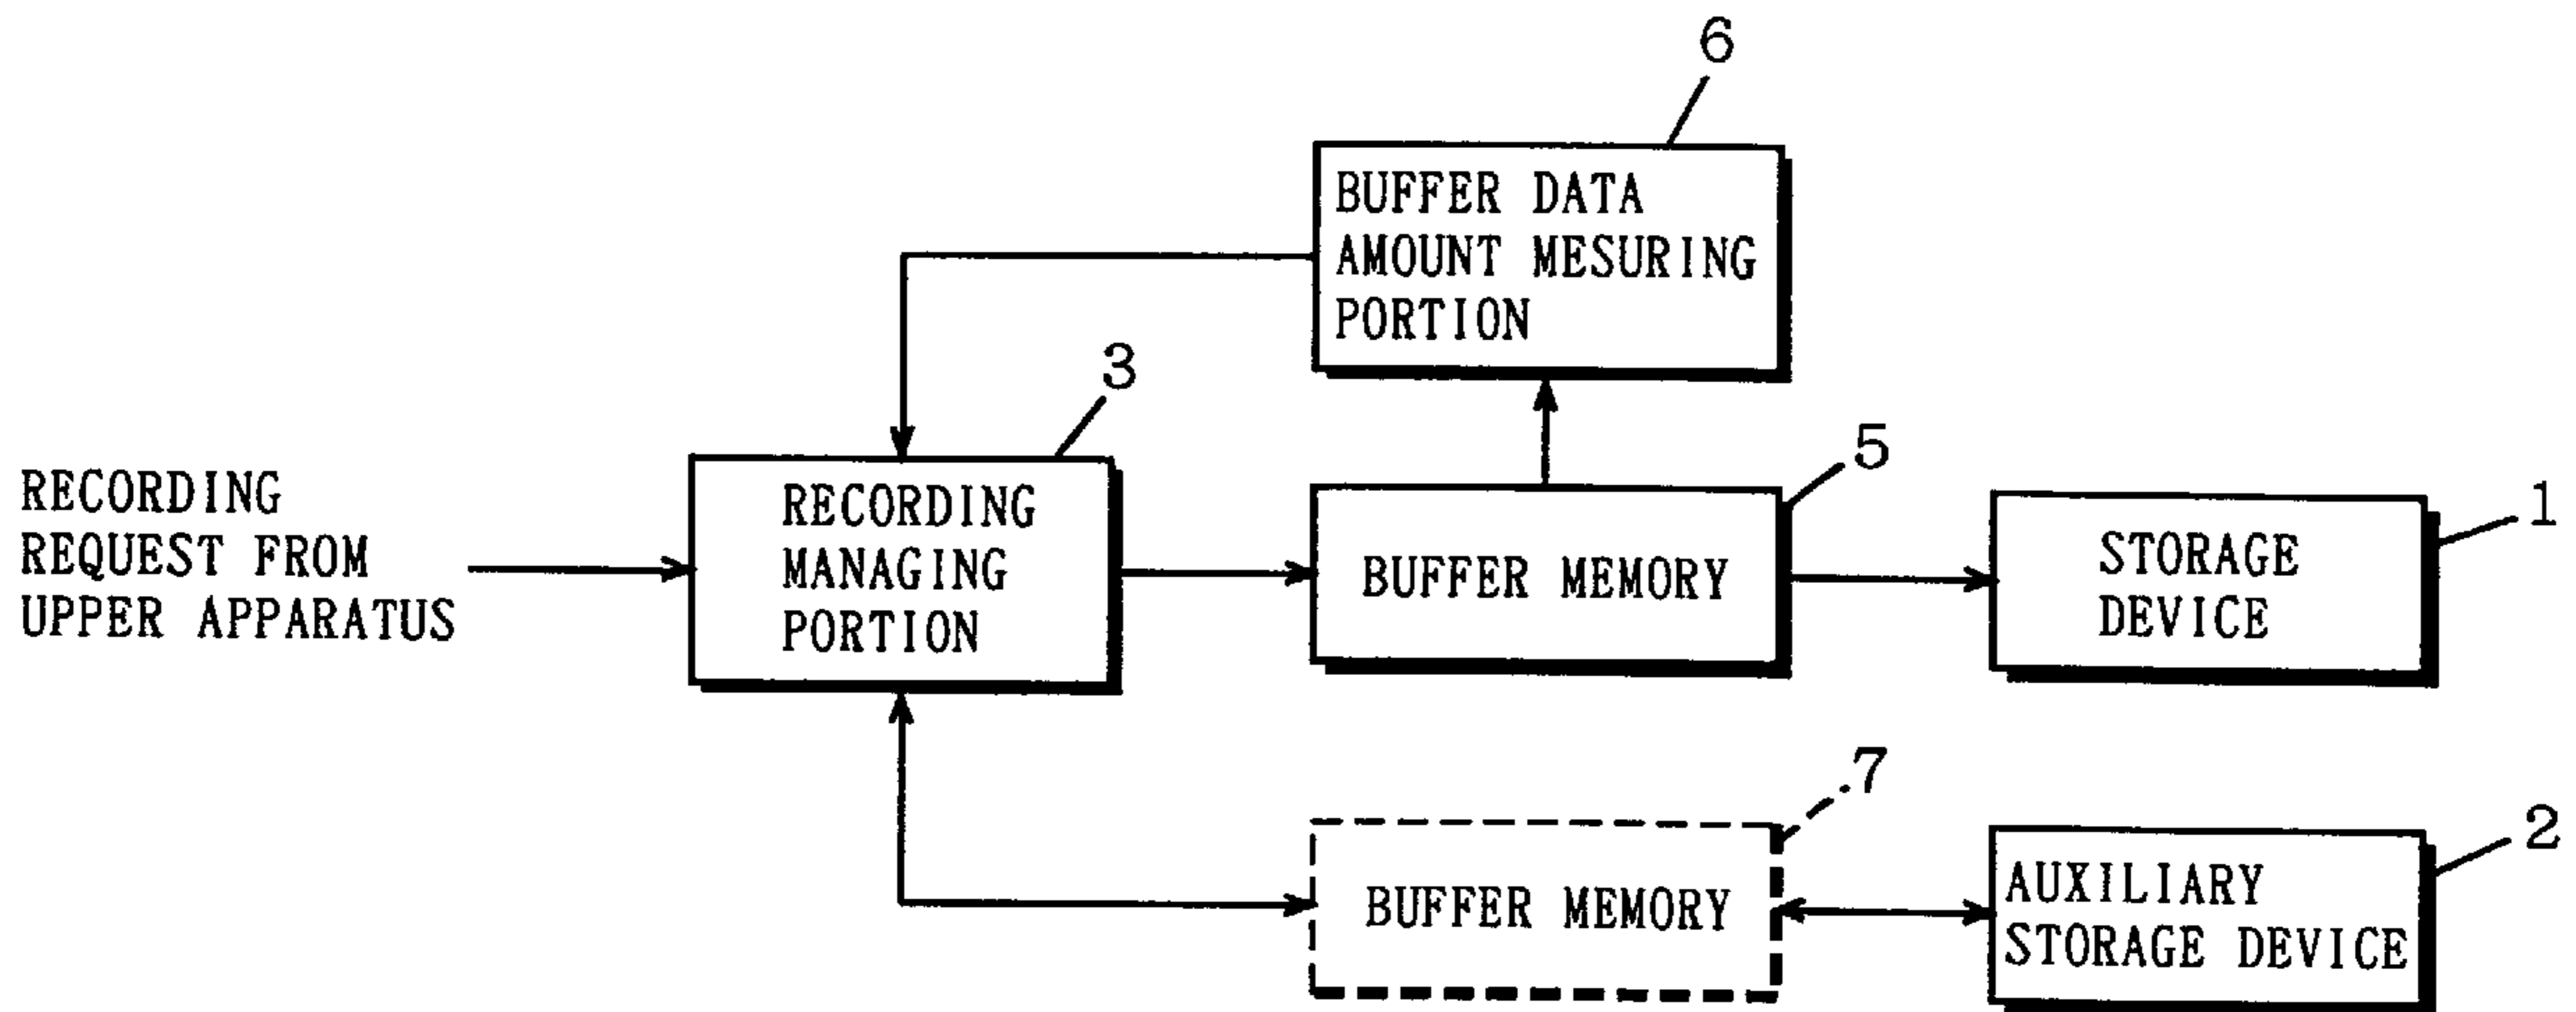 6
BUFFER DATA
AMOUNT MESURING
PORTION
3
RECORDING
REQUEST FROM
UPPER APPARATUS
RECORDING
MANAGING
PORTION
5
BUFFER MEMORY
1
STORAGE
DEVICE
7
BUFFER MEMORY
2
AUXILIARY
STORAGE DEVICE